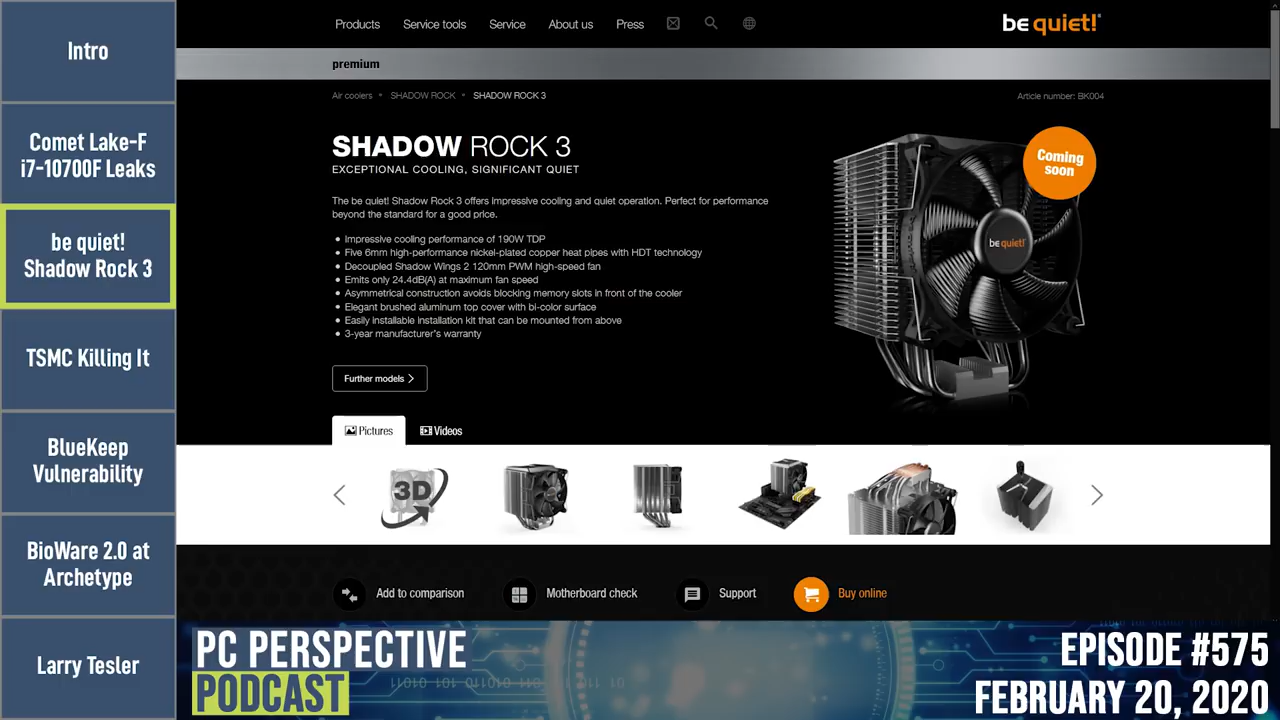 Intro
Comet Lake-F
i7-10700F Leaks
be quiet!
Shadow Rock 3
TSMC Killing It
BlueKeep
Vulnerability
BioWare 2.0 at
Archetype
Larry Tesler
Products Service tools Service About us Press
be quiet!
premium
Air coolers SHADOW ROCK SHADOW ROCK 3
Article number: BK004
SHADOW ROCK 3
EXCEPTIONAL COOLING, SIGNIFICANT QUIET
The be quiet! Shadow Rock 3 offers impressive cooling and quiet operation. Perfect for performance
beyond the standard for a good price.
Impressive cooling performance of 190W TDP
Five 6mm high-performance nickel-plated copper heat pipes with HDT technology
Decoupled Shadow Wings 2 120mm PWM high-speed fan
Emits only 24.4dB(A) at maximum fan speed
Asymmetrical construction avoids blocking memory slots in front of the cooler
Elegant brushed aluminum top cover with bi-color surface
Easily installable installation kit that can be mounted from above
3-year manufacturer's warranty
Coming
soon
be quiet!
Further models
Pictures Videos
3D
Add to comparison Motherboard check Support Buy online
PC PERSPECTIVE
PODCAST
EPISODE #575
FEBRUARY 20, 2020